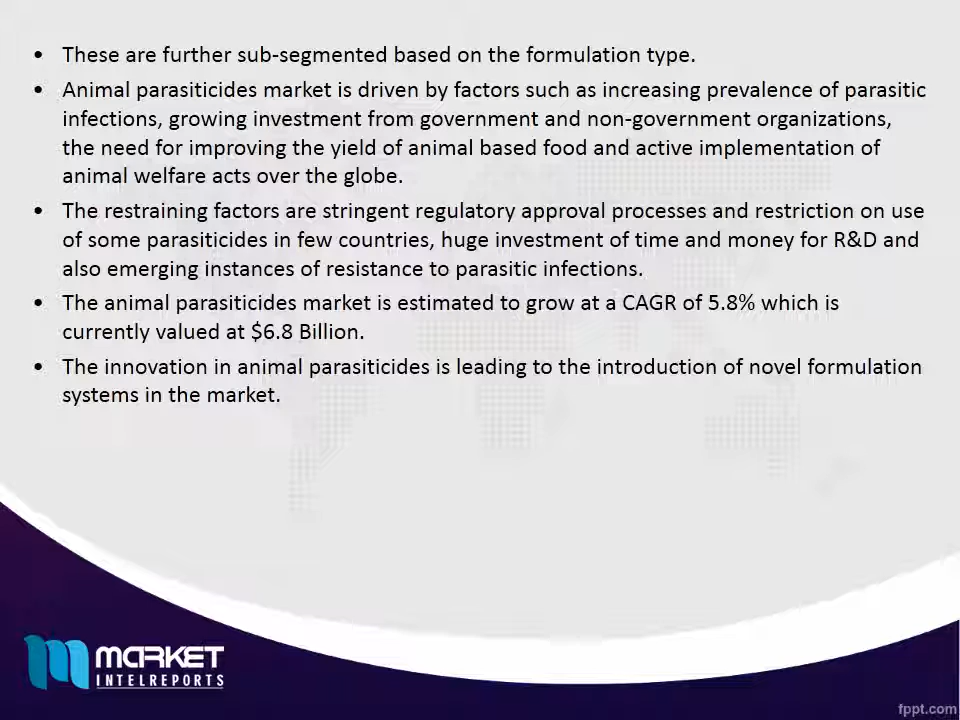 • These are further sub-segmented based on the formulation type.
• Animal parasiticides market is driven by factors such as increasing prevalence of parasitic
infections, growing investment from government and non-government organizations,
the need for improving the yield of animal based food and active implementation of
animal welfare acts over the globe.
• The restraining factors are stringent regulatory approval processes and restriction on use
of some parasiticides in few countries, huge investment of time and money for R&D and
also emerging instances of resistance to parasitic infections.
• The animal parasiticides market is estimated to grow at a CAGR of 5.8% which is
currently valued at $6.8 Billion.
• The innovation in animal parasiticides is leading to the introduction of novel formulation
systems in the market.
MARKET
INTELREPORTS
fppt.com